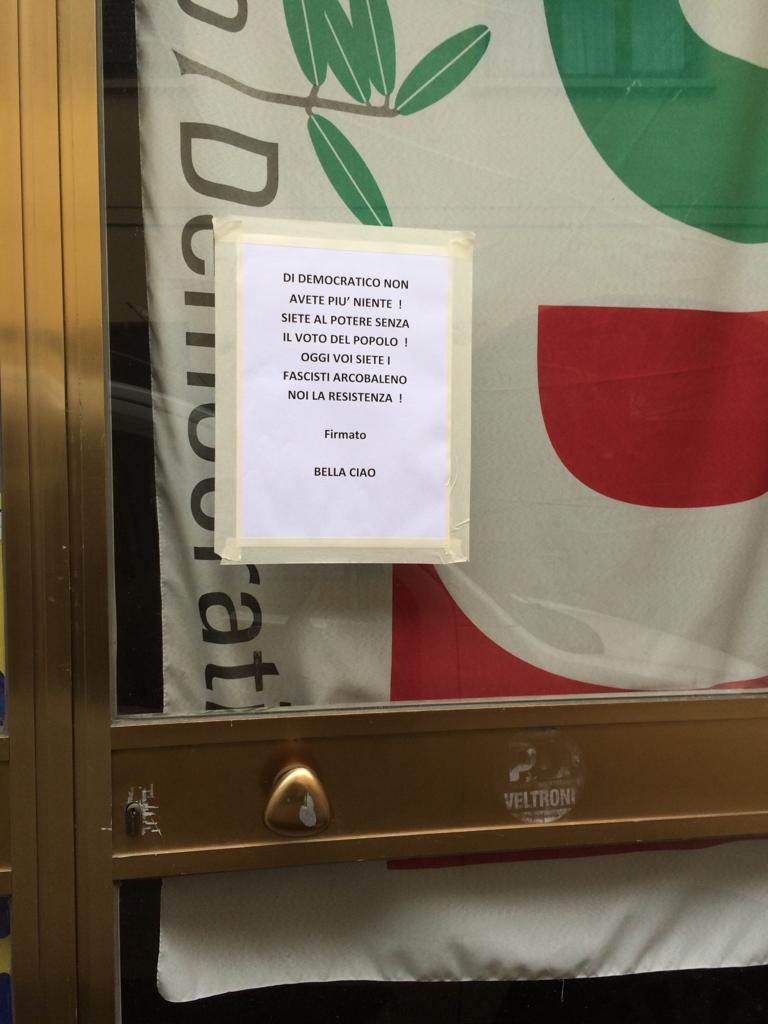 Democrati
DI DEMOCRATICO NON
AVETE PIU' NIENTE !
SIETE AL POTERE SENZA
IL VOTO DEL POPOLO !
OGGI VOI SIETE I
FASCISTI ARCOBALENO
NOI LA RESISTENZA !
Firmato
BELLA CIAO
VELTRONI